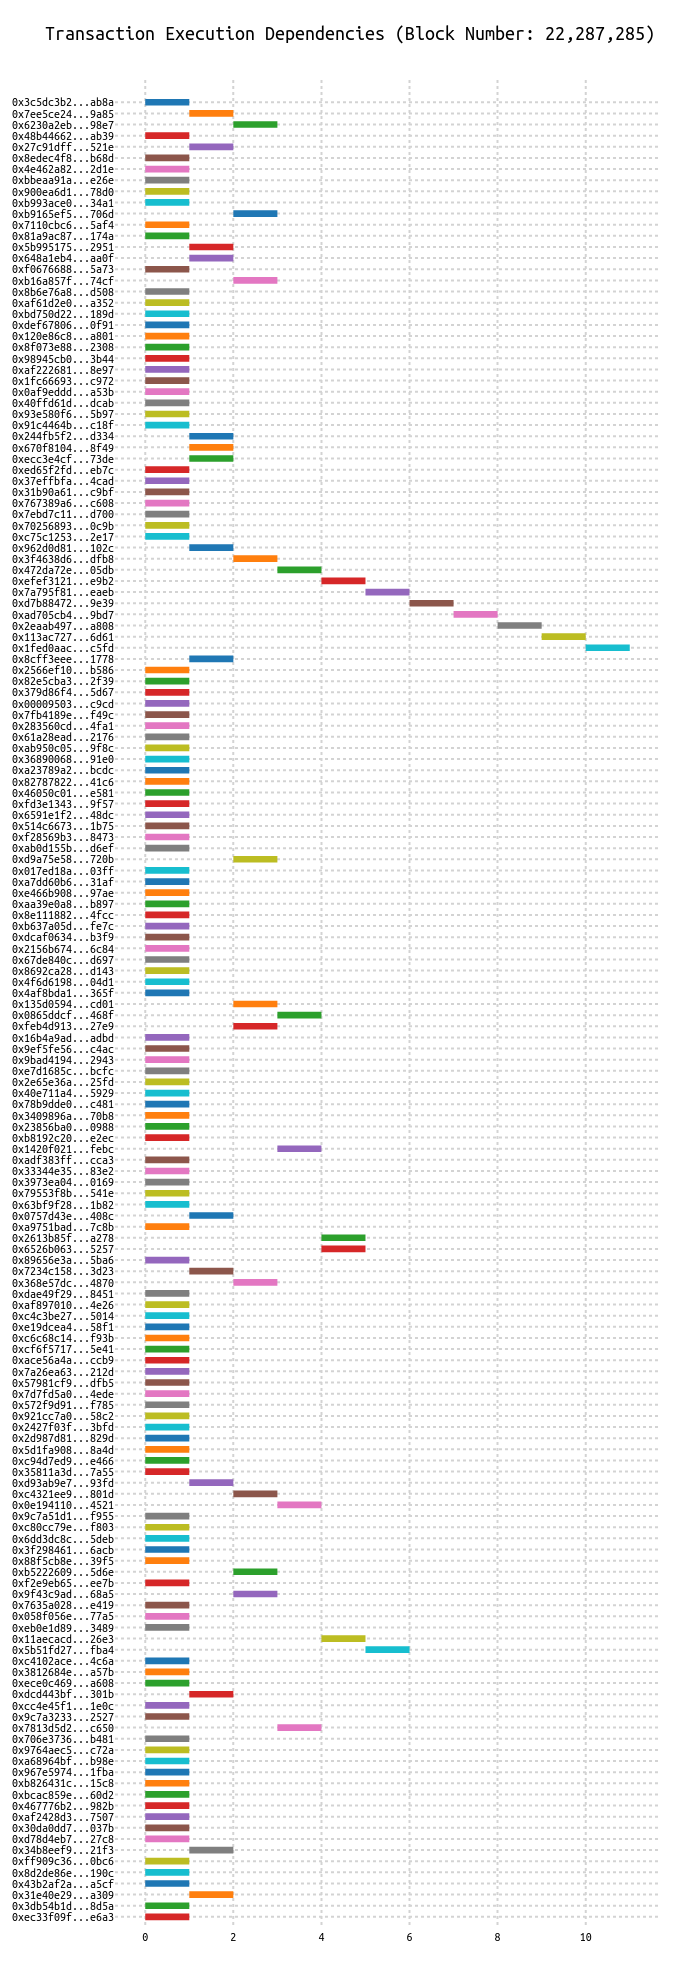 Transaction Execution Dependencies (Block Number: 22,287,285)
0x3c5dc3b2...ab8a
0x7ee5ce24...9a85
0x6230a2eb...98e7
0x48b44662...ab39
0x27c91dff...521e
0x8edec4f8...b68d
0x4e462a82...2d1e
0xbbeaa91a...e26e
0x900ea6d1...78d0
0xb993ace0...34a1
0xb9165ef5...706d
0x7110cbc6...5af4
0x81a9ac87...174a
0x5b995175...2951
0x648a1eb4...aa0f
0xf0676688...5a73
0xb16a857f...74cf
0x8b6e76a8...d508
0xaf61d2e0...a352
0xbd750d22...189d
0xdef67806...0f91
0x120e86c8...a801
0x8f073e88...2308
0x98945cb0...3b44
0xaf222681...8e97
0x1fc66693...c972
0x0af9eddd...a53b
0x40ffd61d...dcab
0x93e580f6...5b97
0x91c4464b...c18f
0x244fb5f2...d334
0x670f8104...8f49
0xecc3e4cf...73de
0xed65f2fd...eb7c
0x37effbfa...4cad
0x31b90a61...c9bf
0x767389a6...c608
0x7ebd7c11...d700
0x70256893...0c9b
0xc75c1253...2e17
0x962d0d81...102c
0x3f4638d6...dfb8
0x472da72e...05db
0xefef3121...e9b2
0x7a795f81...eaeb
0xd7b88472...9e39
0xad705cb4...9bd7
0x2eaab497...a808
0x113ac727...6d61
0x1fed0aac...c5fd
0x8cff3eee...1778
0x2566ef10...b586
0x82e5cba3...2f39
0x379d86f4...5d67
0x00009503...c9cd
0x7fb4189e...f49c
0x283560cd...4fa1
0x61a28ead...2176
0xab950c05...9f8c
0x36890068...91e0
0xa23789a2...bcdc
0x82787822...41c6
0x46050c01...e581
0xfd3e1343...9f57
0x6591e1f2...48dc
0x514c6673...1b75
0xf28569b3...8473
0xab0d155b...d6ef
0xd9a75e58...720b
0x017ed18a...03ff
0xa7dd60b6...31af
0xe466b908...97ae
0xaa39e0a8...b897
0x8e111882...4fcc
0xb637a05d...fe7c
0xdcaf0634...b3f9
0x2156b674...6c84
0x67de840c...d697
0x8692ca28...d143
0x4f6d6198...04d1
0x4af8bda1...365f
0x135d0594...cd01
0x0865ddcf...468f
0xfeb4d913...27e9
0x16b4a9ad...adbd
0x9ef5fe56...c4ac
0x9bad4194...2943
0xe7d1685c...bcfc
0x2e65e36a...25fd
0x40e711a4...5929
0x78b9dde0...c481
0x3409896a...70b8
0x23856ba0...0988
0xb8192c20...e2ec
0x1420f021...febc
0xadf383ff...cca3
0x33344e35...83e2
0x3973ea04...0169
0x79553f8b...541e
0x63bf9f28...1b82
0x0757d43e...408c
0xa9751bad...7c8b
0x2613b85f...a278
0x6526b063...5257
0x89656e3a...5ba6
0x7234c158...3d23
0x368e57dc...4870
0xdae49f29...8451
0xaf897010...4e26
0xc4c3be27...5014
0xe19dcea4...58f1
0xc6c68c14...f93b
0xcf6f5717...5e41
0xace56a4a...ccb9
0x7a26ea63...212d
0x57981cf9...dfb5
0x7d7fd5a0...4ede
0x572f9d91...f785
0x921cc7a0...58c2
0x2427f03f...3bfd
0x2d987d81...829d
0x5d1fa908...8a4d
0xc94d7ed9...e466
0x35811a3d...7a55
0xd93ab9e7...93fd
0xc4321ee9...801d
0x0e194110...4521
0x9c7a51d1...f955
0xc80cc79e...f803
0x6dd3dc8c...5deb
0x3f298461...6acb
0x88f5cb8e...39f5
0xb5222609...5d6e
0xf2e9eb65...ee7b
0x9f43c9ad...68a5
0x7635a028...e419
0x058f056e...77a5
0xeb0e1d89...3489
0x11aecacd...26e3
0x5b51fd27...fba4
0xc4102ace...4c6a
0x3812684e...a57b
0xece0c469...a608
0xdcd443bf...301b
0xcc4e45f1...1e0c
0x9c7a3233...2527
0x7813d5d2...c650
0x706e3736...b481
0x9764aec5...c72a
0xa68964bf...b98e
0x967e5974...1fba
0xb826431c...15c8
0xbcac859e...60d2
0x467776b2...982b
0xaf2428d3...7507
0x30da0dd7...037b
0xd78d4eb7...27c8
0x34b8eef9...21f3
0xff909c36...0bc6
0x8d2de86e...190c
0x43b2af2a...a5cf
0x31e40e29...a309
0x3db54b1d...8d5a
0xec33f09f...e6a3
0 2 4 6 8 10